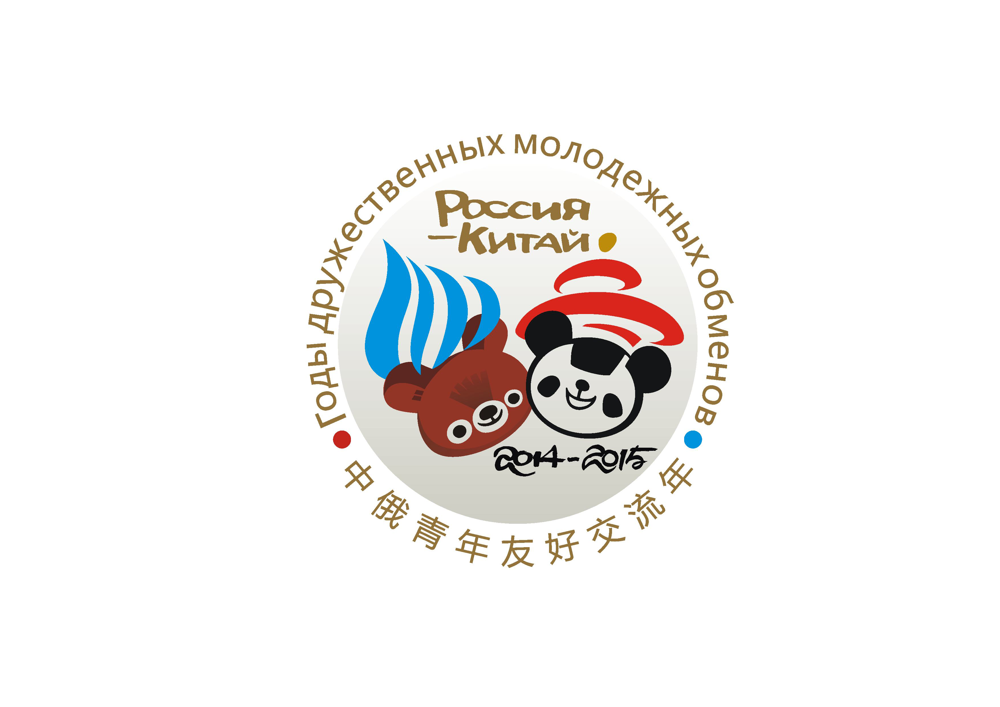 Годы дружественных молодежных обменов
Россия
-Китай
2014-2015
中俄青年友好交流年